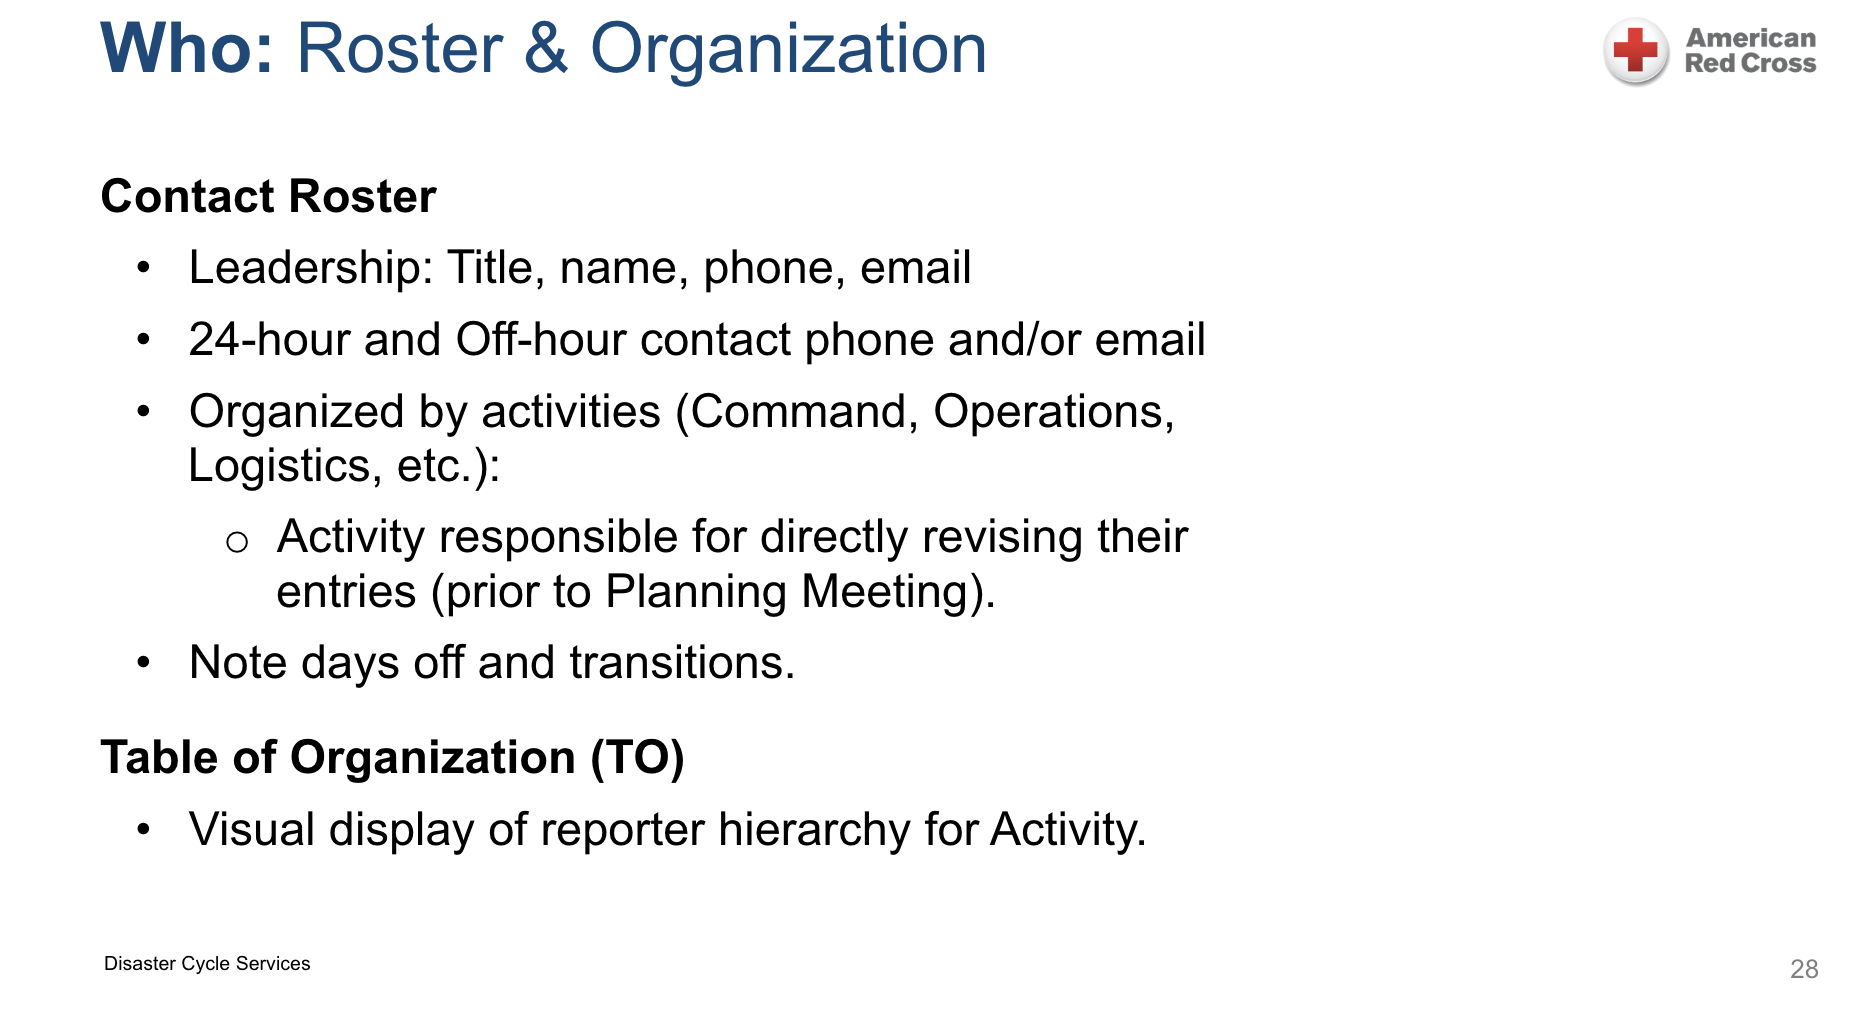 Who: Roster & Organization
American
Red Cross
Contact Roster
• Leadership: Title, name, phone, email
• 24-hour and Off-hour contact phone and/or email
• Organized by activities (Command, Operations,
Logistics, etc.):
o Activity responsible for directly revising their
entries (prior to Planning Meeting).
• Note days off and transitions.
Table of Organization (TO)
• Visual display of reporter hierarchy for Activity.
Disaster Cycle Services
28